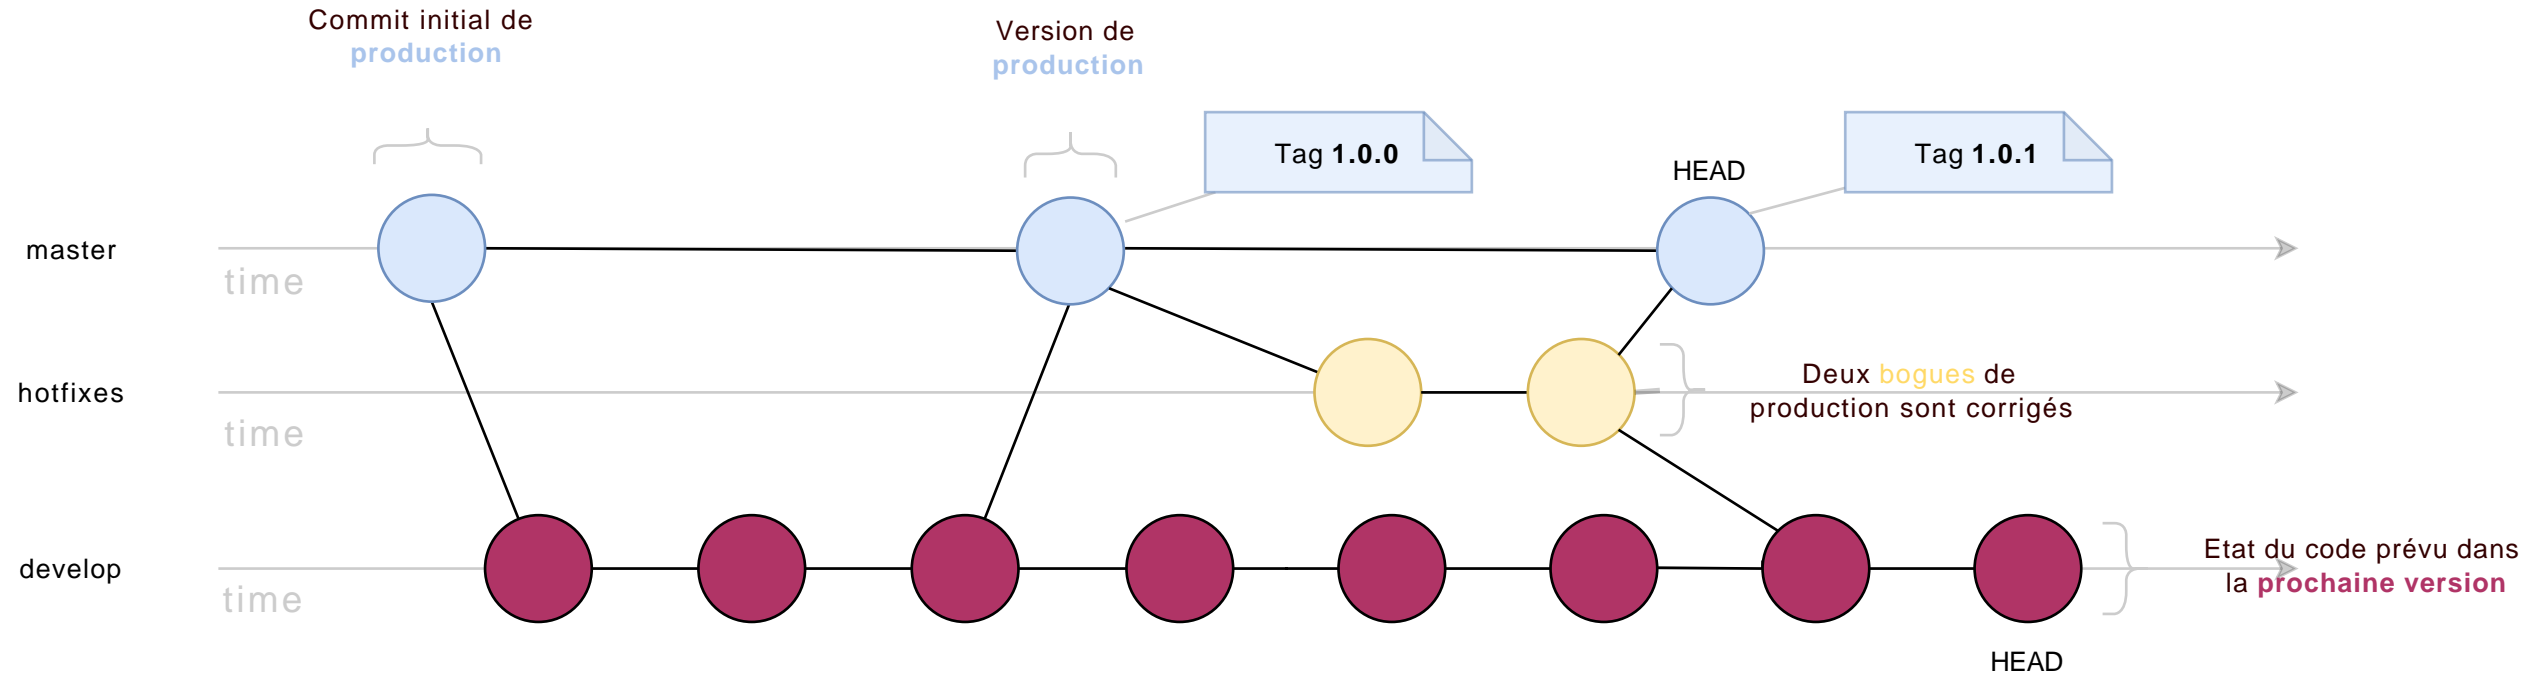 Commit initial de
production
Version de
production
Tag 1.0.0
HEAD
Tag 1.0.1
master
time
hotfixes
time
Deux bogues de
production sont corrigés
develop
time
Etat du code prévu dans
la prochaine version
HEAD